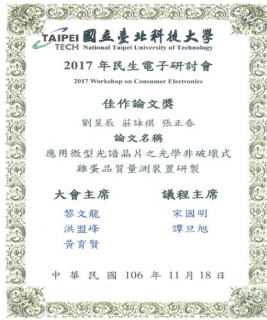 TAIPEI TECH 國立臺北科技大學
National Taipei University of Technology
2017 年民生電子研討會
2017 Workshop on Consumer Electronics
佳作論文獎
劉昱辰 莊詠祺 張正春
論文名稱
應用微型光譜晶片之光學非破壞式
雞蛋品質量測裝置研製
大會主席 議程主席
黎文龍 宋國明
洪盟峰 譚旦旭
黃育賢
中華民國 106 年 11 月 18 日